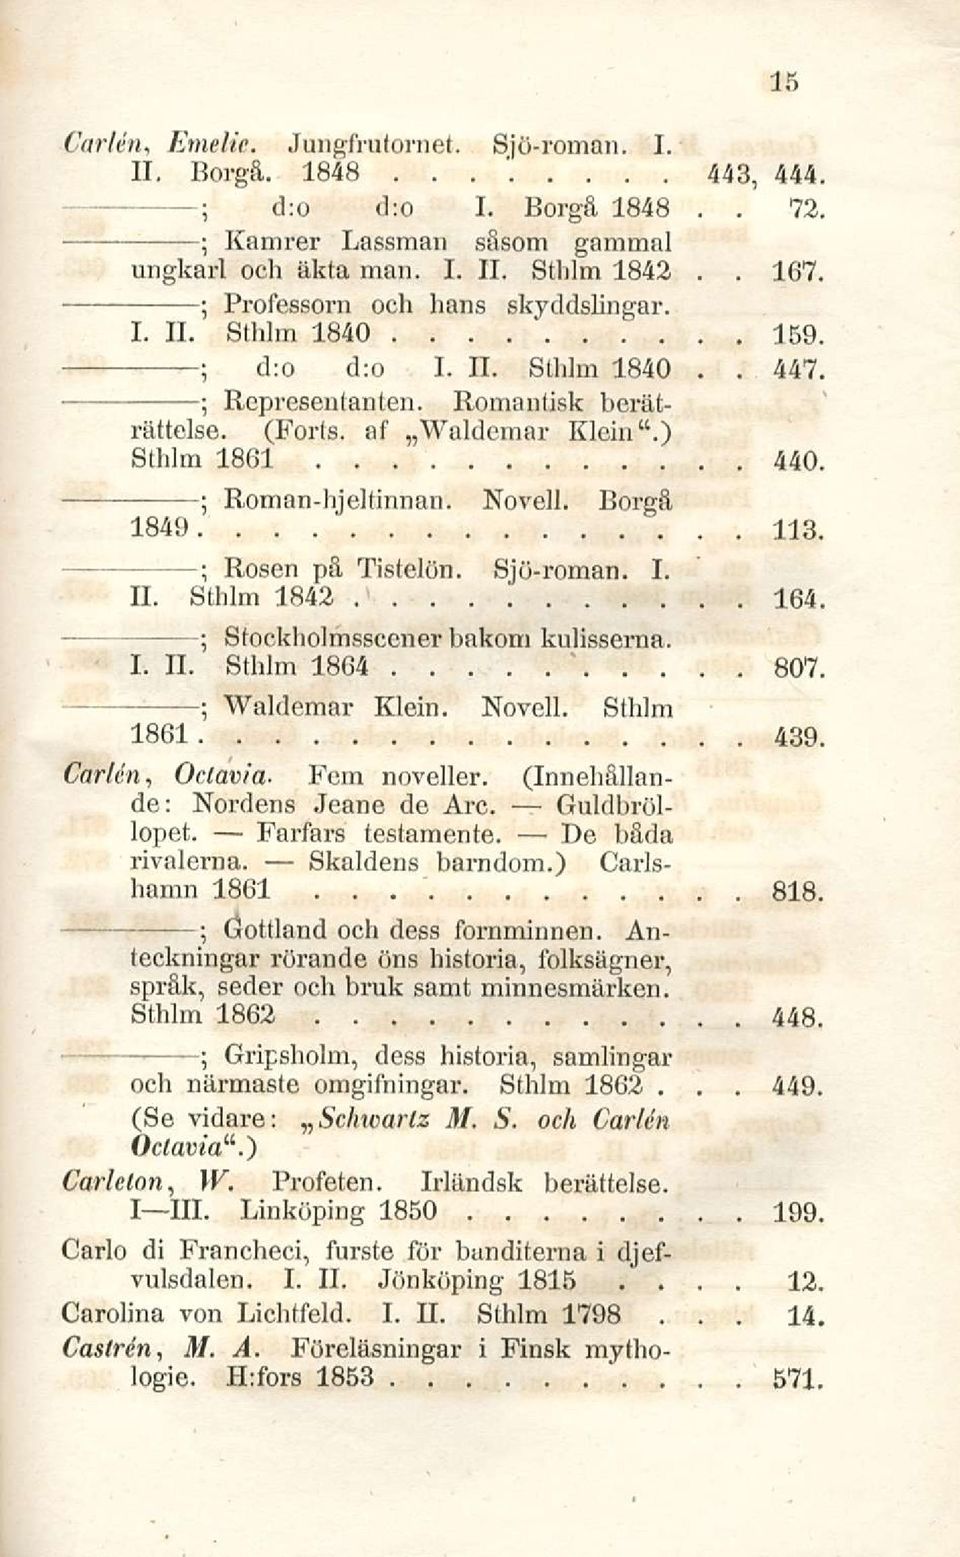 15
Carlén, Emelie. Jungfrutornet. Sjö-roman. I.
II. Borgå. 1848 . . . . . . . . 443, 444.
———; d:o d:o I. Borgå 1848 . . 72.
———; Kamrer Lassman såsom gammal
ungkarl och äkta man. I. II. Sthlm 1842 . . 167.
———; Professorn och hans skyddslingar.
I. II. Sthlm 1840 . . . . . . . . . . 159.
———; d:o d:o I. II. Sthlm 1840 . . 447.
———; Representanten. Romantisk berät-
rättelse. (Forts. af „Waldemar Klein“.)
Sthlm 1861 . . . . . . . . . . . . 440.
———; Roman-hjeltinnan. Novell. Borgå
1849 . . . . . . . . . . . . . . . 113.
———; Rosen på Tistelön. Sjö-roman. I.
II. Sthlm 1842 . . . . . . . . . . . 164.
———; Stockholmsscener bakom kulisserna.
I. II. Sthlm 1864 . . . . . . . . . . 807.
———; Waldemar Klein. Novell. Sthlm
1861 . . . . . . . . . . . . . . . 439.
Carlén, Octavia. Fem noveller. (Innehållan-
de: Nordens Jeane de Arc. — Guldbröl-
lopet. — Farfars testamente. — De båda
rivalerna. — Skaldens barndom.) Carls-
hamn 1861 . . . . . . . . . . . . 818.
———; Gottland och dess fornminnen. An-
teckningar rörande öns historia, folksägner,
språk, seder och bruk samt minnesmärken.
Sthlm 1862 . . . . . . . . . . . . 448.
———; Gripsholm, dess historia, samlingar
och närmaste omgifningar. Sthlm 1862 . . . 449.
(Se vidare: „Schwartz M. S. och Carlén
Octavia“.)
Carleton, W. Profeten. Irländsk berättelse.
I—III. Linköping 1850 . . . . . . . . 199.
Carlo di Francheci, furste för banditerna i djef-
vulsdalen. I. II. Jönköping 1815 . . . . 12.
Carolina von Lichtfeld. I. II. Sthlm 1798 . . . 14.
Castrén, M. A. Föreläsningar i Finsk mytho-
logie. H:fors 1853 . . . . . . . . . . 571.